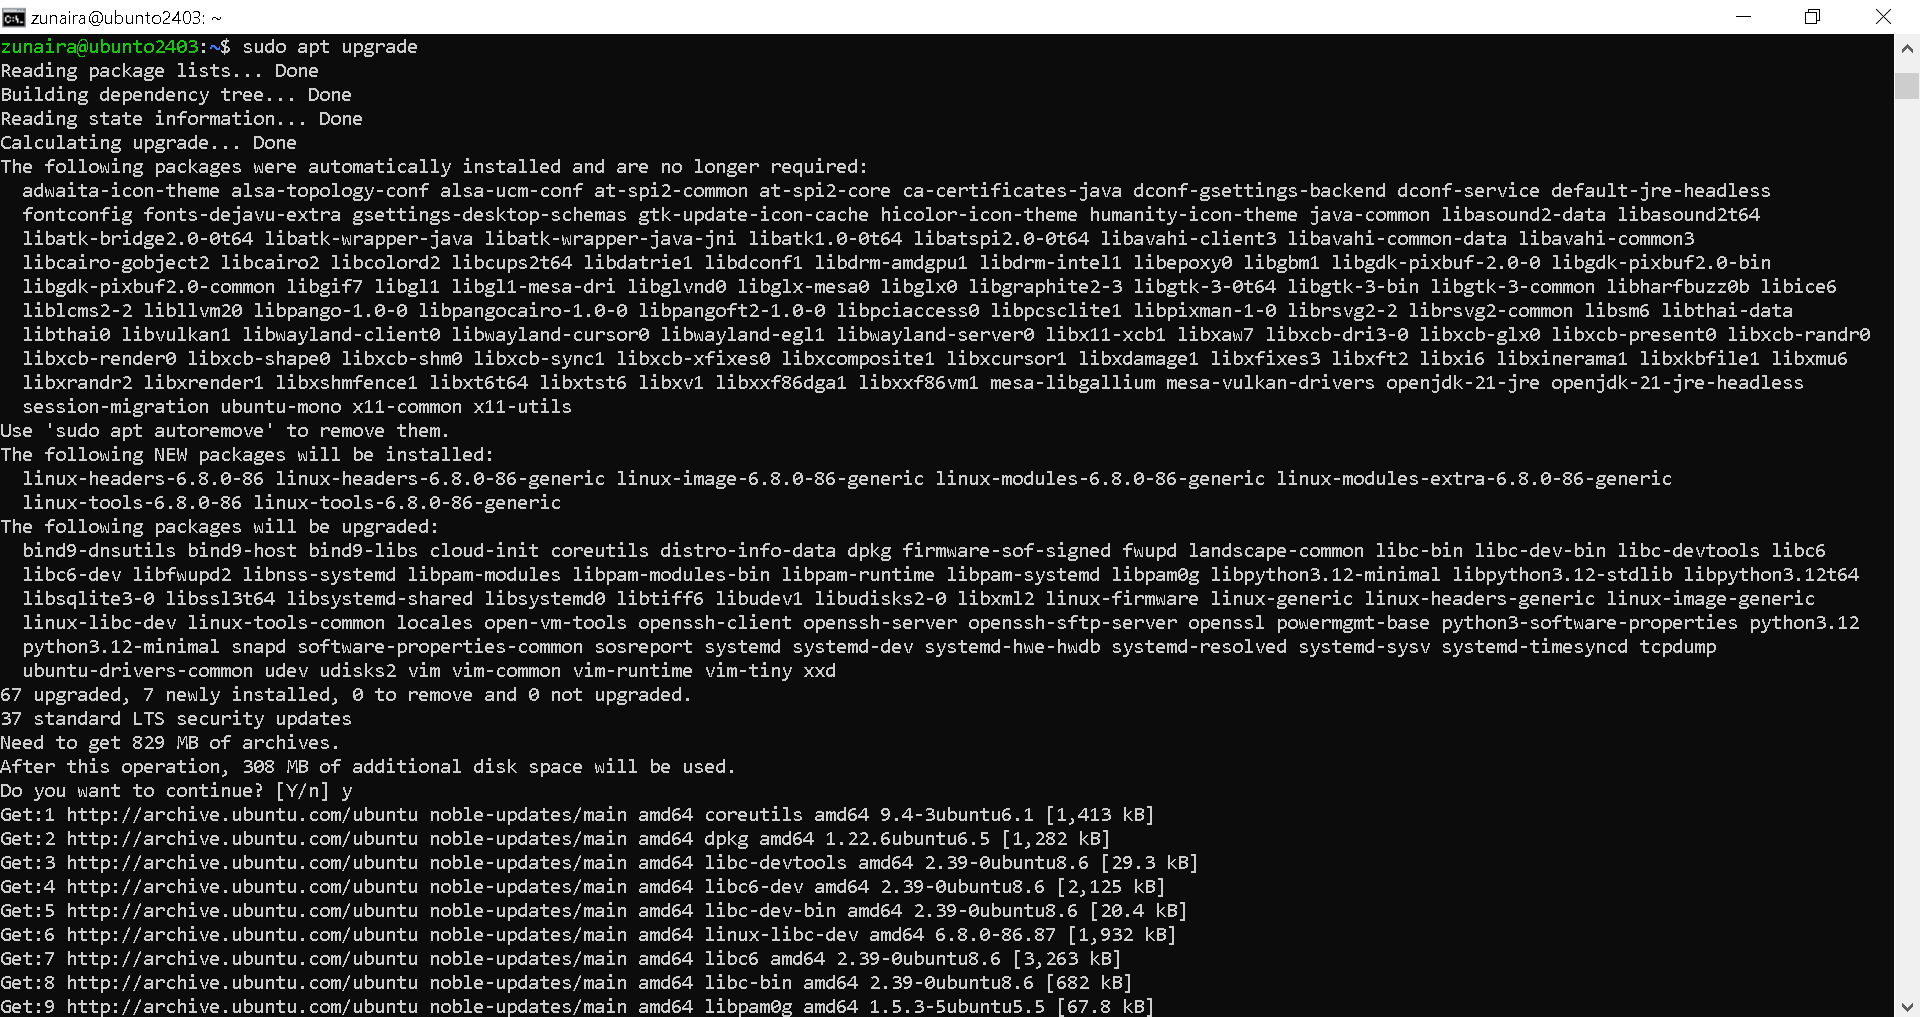 zunaira@ubunto2403: ~
zunaira@ubunto2403:~$ sudo apt upgrade
Reading package lists... Done
Building dependency tree... Done
Reading state information... Done
Calculating upgrade... Done
The following packages were automatically installed and are no longer required:
  adwaita-icon-theme alsa-topology-conf alsa-ucm-conf at-spi2-common at-spi2-core ca-certificates-java dconf-gsettings-backend dconf-service default-jre-headless
  fontconfig fonts-dejavu-extra gsettings-desktop-schemas gtk-update-icon-cache hicolor-icon-theme humanity-icon-theme java-common libasound2-data libasound2t64
  libatk-bridge2.0-0t64 libatk-wrapper-java libatk-wrapper-java-jni libatk1.0-0t64 libatspi2.0-0t64 libavahi-client3 libavahi-common-data libavahi-common3
  libcairo-gobject2 libcairo2 libcolord2 libcups2t64 libdatrie1 libdconf1 libdrm-amdgpu1 libdrm-intel1 libepoxy0 libgbm1 libgdk-pixbuf-2.0-0 libgdk-pixbuf2.0-bin
  libgdk-pixbuf2.0-common libgif7 libgl1 libgl1-mesa-dri libglvnd0 libglx-mesa0 libglx0 libgraphite2-3 libgtk-3-0t64 libgtk-3-bin libgtk-3-common libharfbuzz0b libice6
  liblcms2-2 libllvm20 libpango-1.0-0 libpangocairo-1.0-0 libpangoft2-1.0-0 libpciaccess0 libpcsclite1 libpixman-1-0 librsvg2-2 librsvg2-common libsm6 libthai-data
  libthai0 libvulkan1 libwayland-client0 libwayland-cursor0 libwayland-egl1 libwayland-server0 libx11-xcb1 libxaw7 libxcb-dri3-0 libxcb-glx0 libxcb-present0 libxcb-randr0
  libxcb-render0 libxcb-shape0 libxcb-shm0 libxcb-sync1 libxcb-xfixes0 libxcomposite1 libxcursor1 libxdamage1 libxfixes3 libxft2 libxi6 libxinerama1 libxkbfile1 libxmu6
  libxrandr2 libxrender1 libxshmfence1 libxt6t64 libxtst6 libxv1 libxxf86dga1 libxxf86vm1 mesa-libgallium mesa-vulkan-drivers openjdk-21-jre openjdk-21-jre-headless
  session-migration ubuntu-mono x11-common x11-utils
Use 'sudo apt autoremove' to remove them.
The following NEW packages will be installed:
  linux-headers-6.8.0-86 linux-headers-6.8.0-86-generic linux-image-6.8.0-86-generic linux-modules-6.8.0-86-generic linux-modules-extra-6.8.0-86-generic
  linux-tools-6.8.0-86 linux-tools-6.8.0-86-generic
The following packages will be upgraded:
  bind9-dnsutils bind9-host bind9-libs cloud-init coreutils distro-info-data dpkg firmware-sof-signed fwupd landscape-common libc-bin libc-dev-bin libc-devtools libc6
  libc6-dev libfwupd2 libnss-systemd libpam-modules libpam-modules-bin libpam-runtime libpam-systemd libpam0g libpython3.12-minimal libpython3.12-stdlib libpython3.12t64
  libsqlite3-0 libssl3t64 libsystemd-shared libsystemd0 libtiff6 libudev1 libudisks2-0 libxml2 linux-firmware linux-generic linux-headers-generic linux-image-generic
  linux-libc-dev linux-tools-common locales open-vm-tools openssh-client openssh-server openssh-sftp-server openssl powermgmt-base python3-software-properties python3.12
  python3.12-minimal snapd software-properties-common sosreport systemd systemd-dev systemd-hwe-hwdb systemd-resolved systemd-sysv systemd-timesyncd tcpdump
  ubuntu-drivers-common udev udisks2 vim vim-common vim-runtime vim-tiny xxd
67 upgraded, 7 newly installed, 0 to remove and 0 not upgraded.
37 standard LTS security updates
Need to get 829 MB of archives.
After this operation, 308 MB of additional disk space will be used.
Do you want to continue? [Y/n] y
Get:1 http://archive.ubuntu.com/ubuntu noble-updates/main amd64 coreutils amd64 9.4-3ubuntu6.1 [1,413 kB]
Get:2 http://archive.ubuntu.com/ubuntu noble-updates/main amd64 dpkg amd64 1.22.6ubuntu6.5 [1,282 kB]
Get:3 http://archive.ubuntu.com/ubuntu noble-updates/main amd64 libc-devtools amd64 2.39-0ubuntu8.6 [29.3 kB]
Get:4 http://archive.ubuntu.com/ubuntu noble-updates/main amd64 libc6-dev amd64 2.39-0ubuntu8.6 [2,125 kB]
Get:5 http://archive.ubuntu.com/ubuntu noble-updates/main amd64 libc-dev-bin amd64 2.39-0ubuntu8.6 [20.4 kB]
Get:6 http://archive.ubuntu.com/ubuntu noble-updates/main amd64 linux-libc-dev amd64 6.8.0-86.87 [1,932 kB]
Get:7 http://archive.ubuntu.com/ubuntu noble-updates/main amd64 libc6 amd64 2.39-0ubuntu8.6 [3,263 kB]
Get:8 http://archive.ubuntu.com/ubuntu noble-updates/main amd64 libc-bin amd64 2.39-0ubuntu8.6 [682 kB]
Get:9 http://archive.ubuntu.com/ubuntu noble-updates/main amd64 libpam0g amd64 1.5.3-5ubuntu5.5 [67.8 kB]